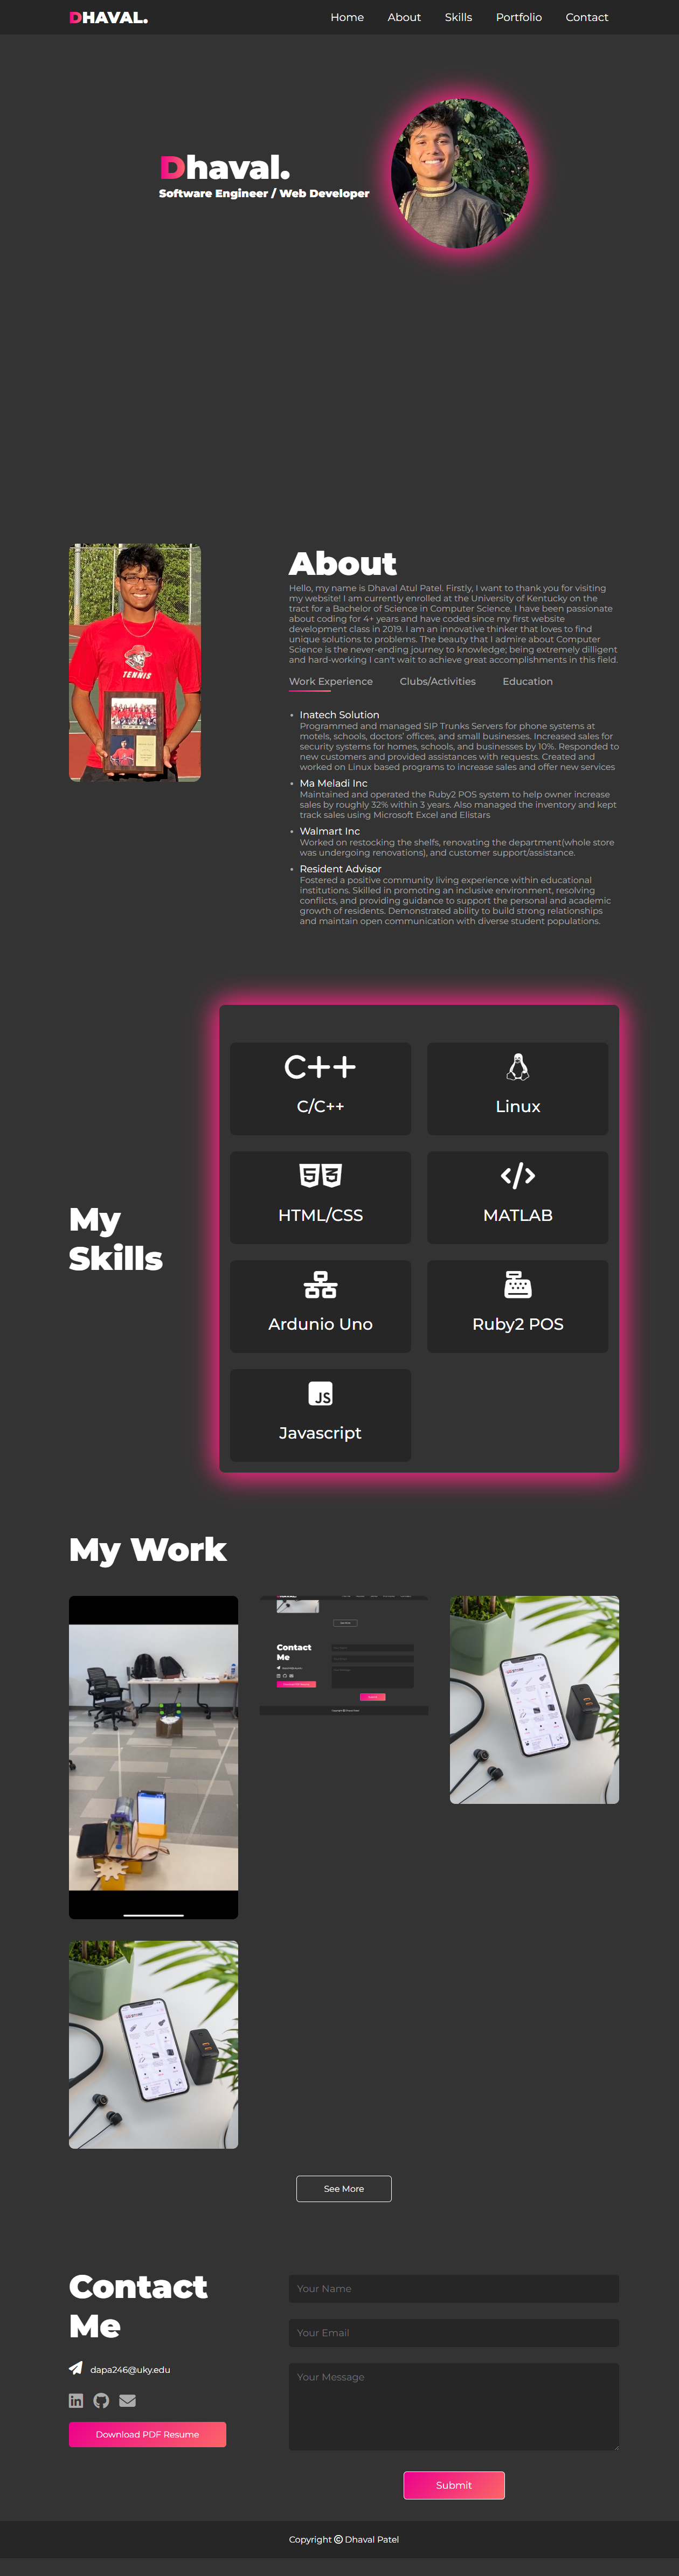 DHAVAL.
Home About Skills Portfolio Contact
Dhaval.
Software Engineer / Web Developer
About
Hello, my name is Dhaval Atul Patel. Firstly, I want to thank you for visiting
my website! I am currently enrolled at the University of Kentucky on the
tract for a Bachelor of Science in Computer Science. I have been passionate
about coding for 4+ years and have coded since my first website
development class in 2019. I am an innovative thinker that loves to find
unique solutions to problems. The beauty that I admire about Computer
Science is the never-ending journey to knowledge; being extremely dilligent
and hard-working I can't wait to achieve great accomplishments in this field.
Work Experience Clubs/Activities Education
Inatech Solution
Programmed and managed SIP Trunks Servers for phone systems at
motels, schools, doctors' offices, and small businesses. Increased sales for
security systems for homes, schools, and businesses by 10%. Responded to
new customers and provided assistances with requests. Created and
worked on Linux based programs to increase sales and offer new services
Ma Meladi Inc
Maintained and operated the Ruby2 POS system to help owner increase
sales by roughly 32% within 3 years. Also managed the inventory and kept
track sales using Microsoft Excel and Elistars
Walmart Inc
Worked on restocking the shelfs, renovating the department(whole store
was undergoing renovations), and customer support/assistance.
Resident Advisor
Fostered a positive community living experience within educational
institutions. Skilled in promoting an inclusive environment, resolving
conflicts, and providing guidance to support the personal and academic
growth of residents. Demonstrated ability to build strong relationships
and maintain open communication with diverse student populations.
TENNIS
C++
C/C++
Linux
HTML/CSS
MATLAB
My
Skills
Ardunio Uno
Ruby2 POS
JS
Javascript
My Work
Contact
Me
See More
Contact
Me
dapa246@uky.edu
Download PDF Resume
Your Name
Your Email
Your Message
Submit
Copyright © Dhaval Patel